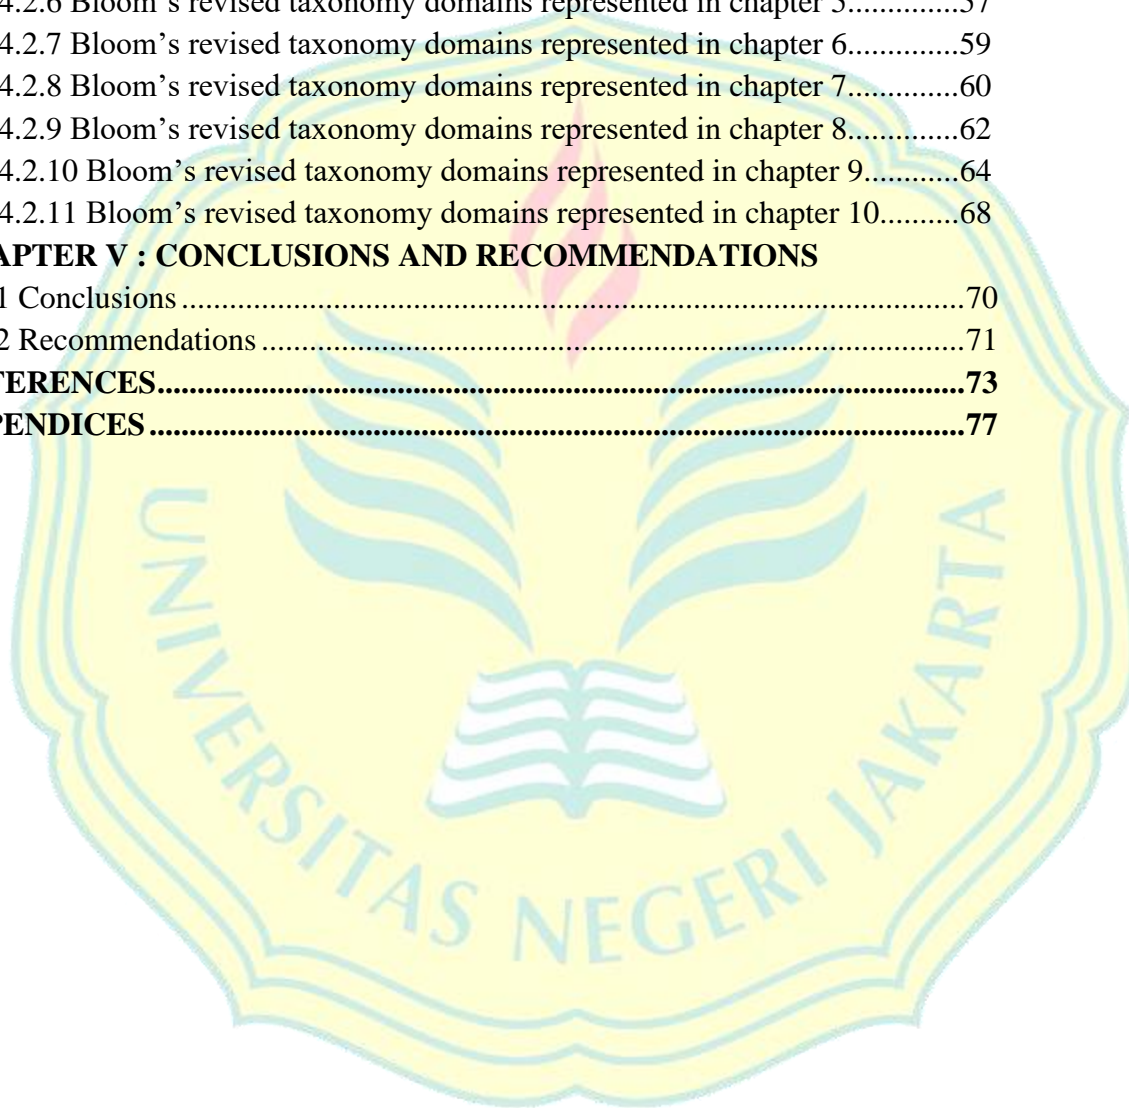 4.2.6 Bloom’s revised taxonomy domains represented in chapter 5..............57
4.2.7 Bloom’s revised taxonomy domains represented in chapter 6..............59
4.2.8 Bloom’s revised taxonomy domains represented in chapter 7..............60
4.2.9 Bloom’s revised taxonomy domains represented in chapter 8..............62
4.2.10 Bloom’s revised taxonomy domains represented in chapter 9............64
4.2.11 Bloom’s revised taxonomy domains represented in chapter 10..........68
APTER V : CONCLUSIONS AND RECOMMENDATIONS
1 Conclusions....................................................................................................70
2 Recommendations..........................................................................................71
FERENCES.....................................................................................................73
PENDICES......................................................................................................77
UNIVERSITAS NEGERI JAKARTA